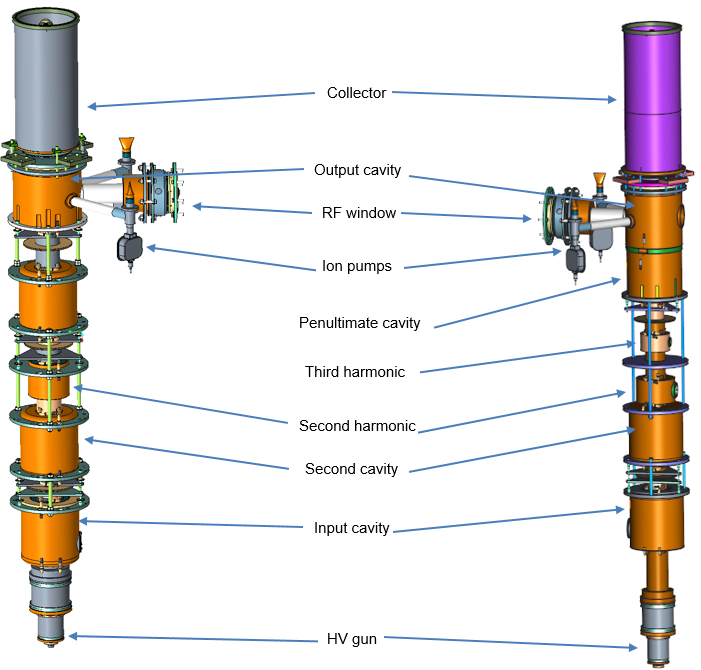 Collector
Output cavity
RF window
Ion pumps
Penultimate cavity
Third harmonic
Second harmonic
Second cavity
Input cavity
HV gun